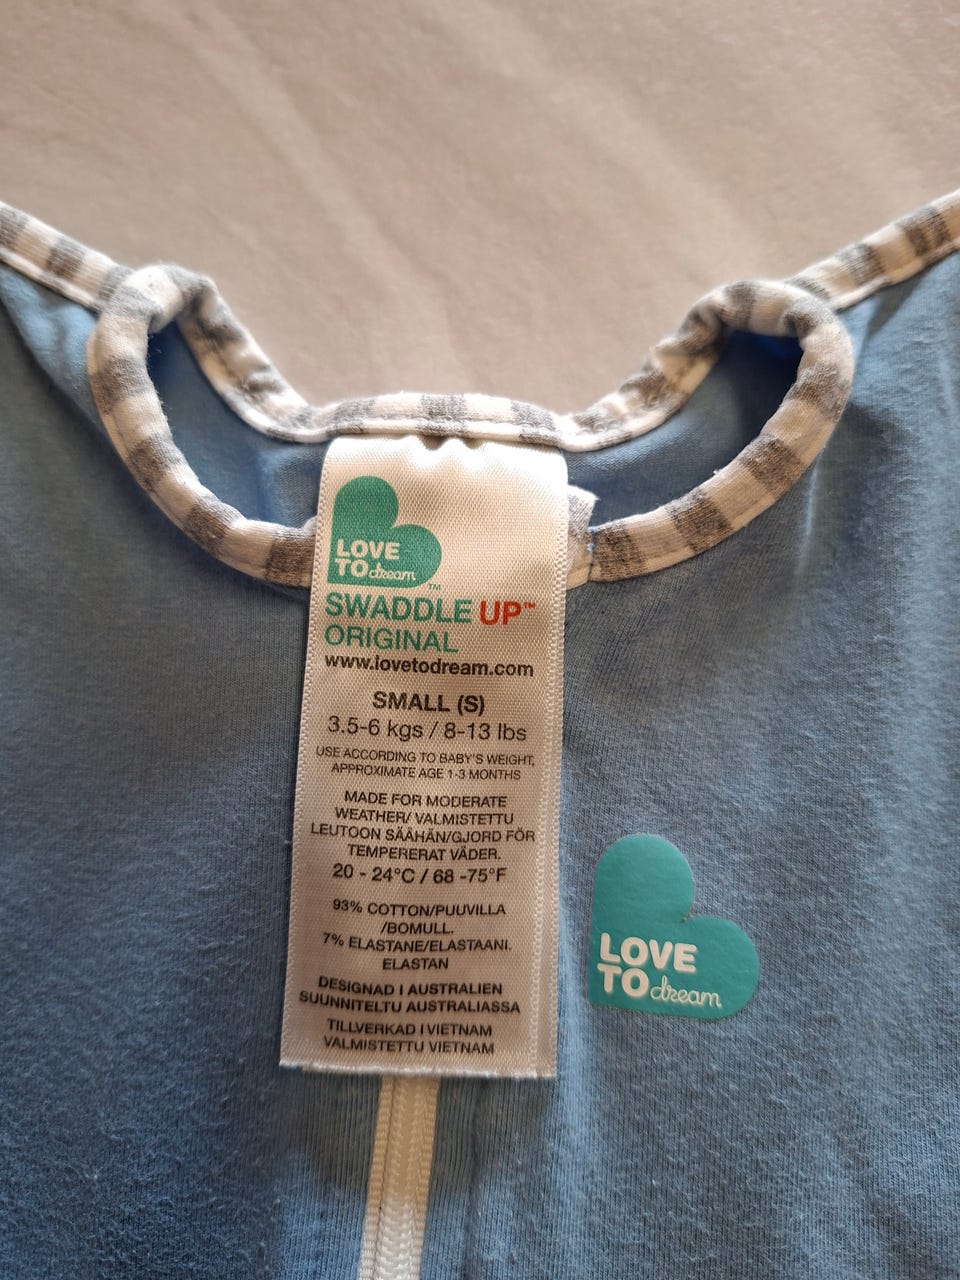 LOVE
TO dream™
SWADDLE UP™
ORIGINAL
www.lovetodream.com
SMALL (S)
3.5-6 kgs / 8-13 lbs
USE ACCORDING TO BABY'S WEIGHT,
APPROXIMATE AGE 1-3 MONTHS
MADE FOR MODERATE
WEATHER/ VALMISTETTU
LEUTOON SÄÄHÄN/GJORD FÖR
TEMPERERAT VÄDER.
20 - 24°C / 68 -75°F
93% COTTON/PUUVILLA
/BOMULL.
7% ELASTANE/ELASTAANI.
ELASTAN
DESIGNAD I AUSTRALIEN
SUUNNITELTU AUSTRALIASSA
TILLVERKAD I VIETNAM
VALMISTETTU VIETNAM
LOVE
TO dream